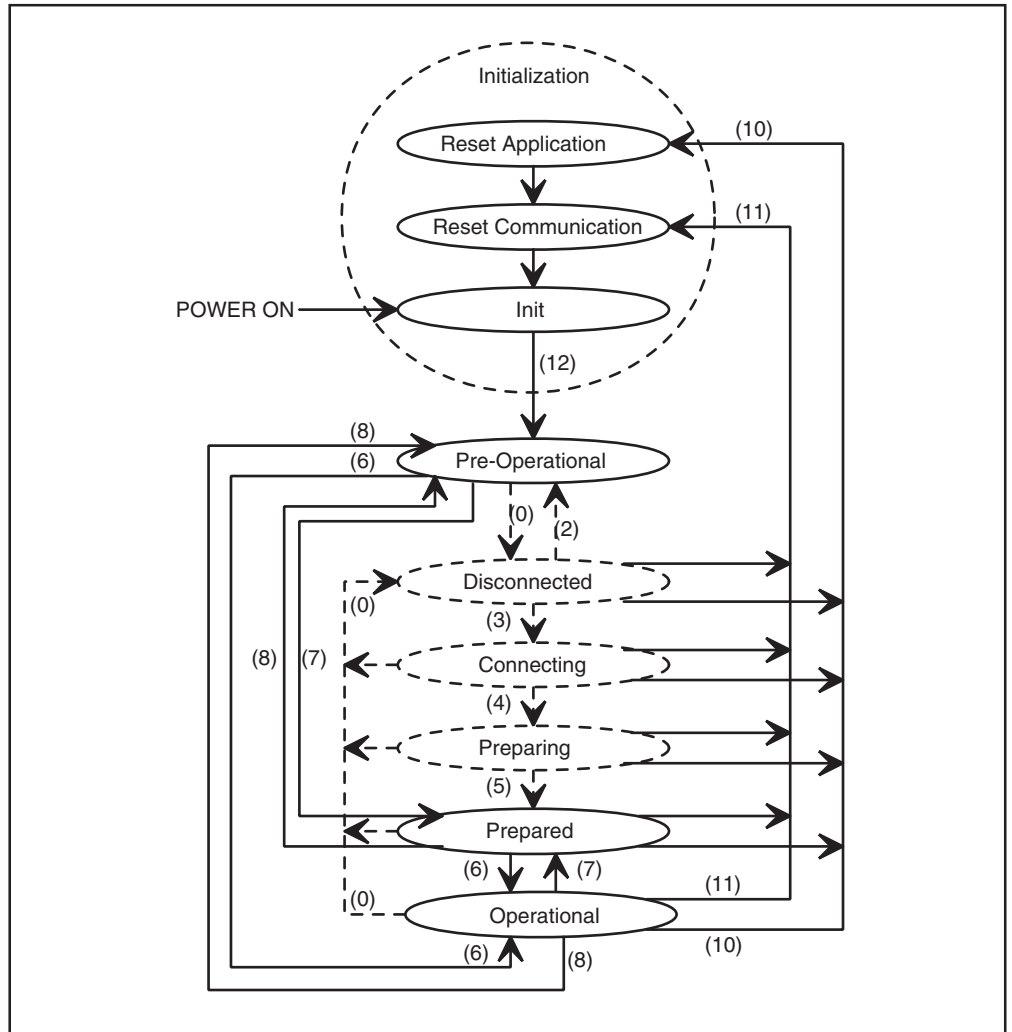 Initialization
Reset Application
(10)
Reset Communication
(11)
POWER ON
Init
(12)
(8)
(6)
Pre-Operational
(0)
(2)
Disconnected
(0)
(3)
(8)
(7)
Connecting
(4)
Preparing
(5)
Prepared
(6)
(7)
(11)
(0)
Operational
(10)
(6)
(8)